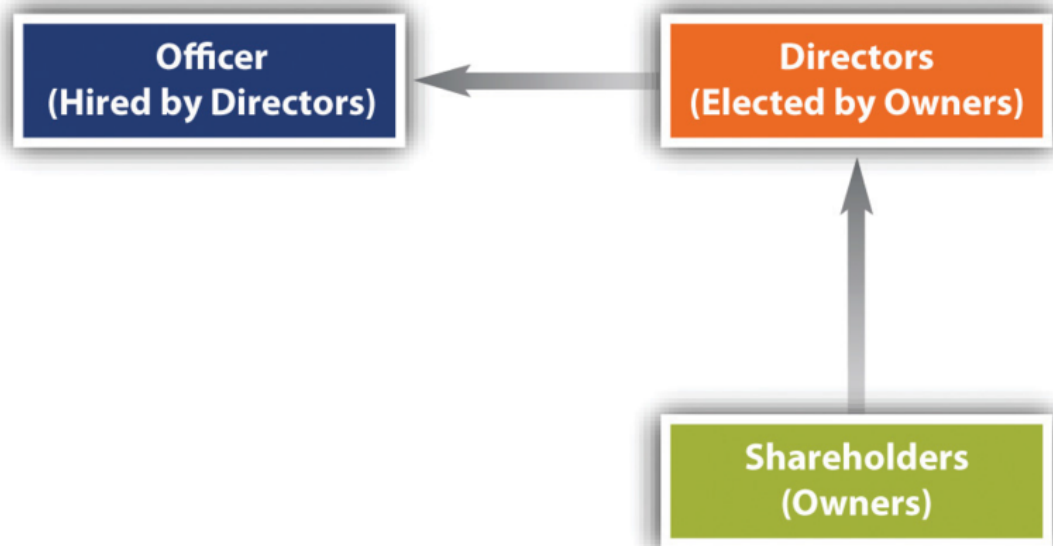 Officer
(Hired by Directors)
Directors
(Elected by Owners)
Shareholders
(Owners)